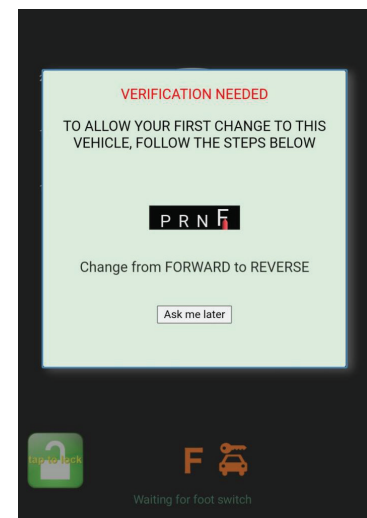 VERIFICATION NEEDED
TO ALLOW YOUR FIRST CHANGE TO THIS
VEHICLE, FOLLOW THE STEPS BELOW
P R N F
Change from FORWARD to REVERSE
Ask me later
tap to lock
F
Waiting for foot switch